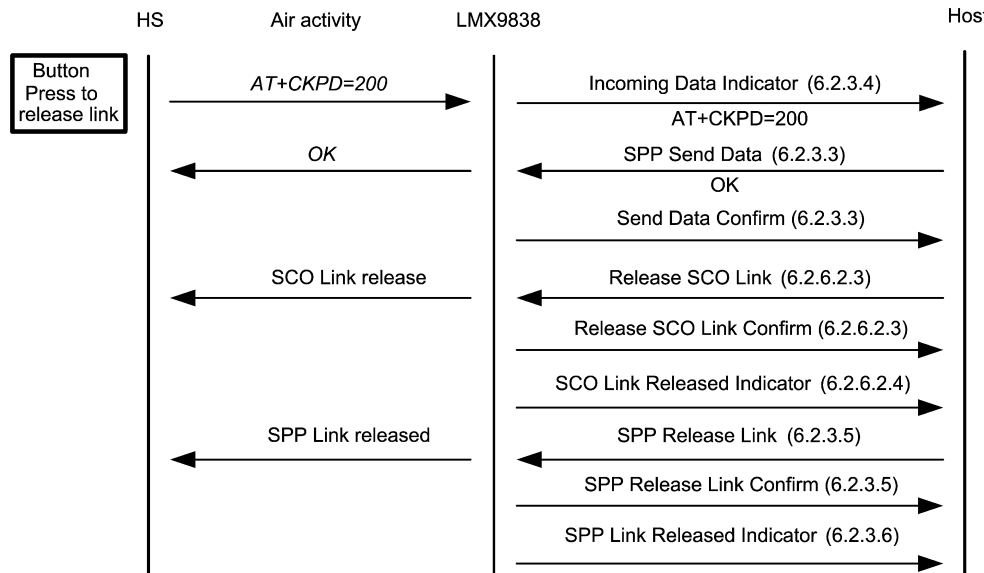 HS Air activity LMX9838 Host
Button
Press to
release link
AT+CKPD=200 Incoming Data Indicator (6.2.3.4)
AT+CKPD=200
OK SPP Send Data (6.2.3.3)
OK
Send Data Confirm (6.2.3.3)
SCO Link release Release SCO Link (6.2.6.2.3)
Release SCO Link Confirm (6.2.6.2.3)
SCO Link Released Indicator (6.2.6.2.4)
SPP Link released SPP Release Link (6.2.3.5)
SPP Release Link Confirm (6.2.3.5)
SPP Link Released Indicator (6.2.3.6)